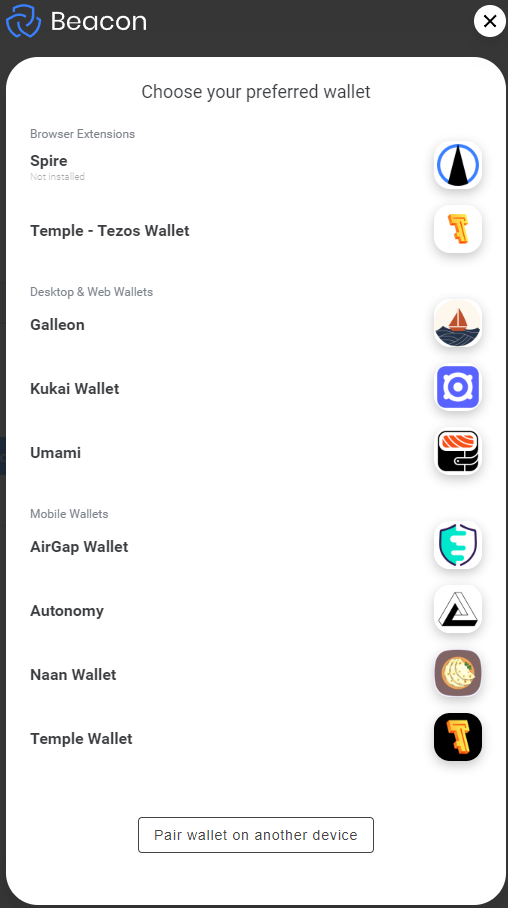 Beacon
Choose your preferred wallet
Browser Extensions
Spire
Not installed
Temple - Tezos Wallet
Desktop & Web Wallets
Galleon
Kukai Wallet
Umami
Mobile Wallets
AirGap Wallet
Autonomy
Naan Wallet
Temple Wallet
Pair wallet on another device